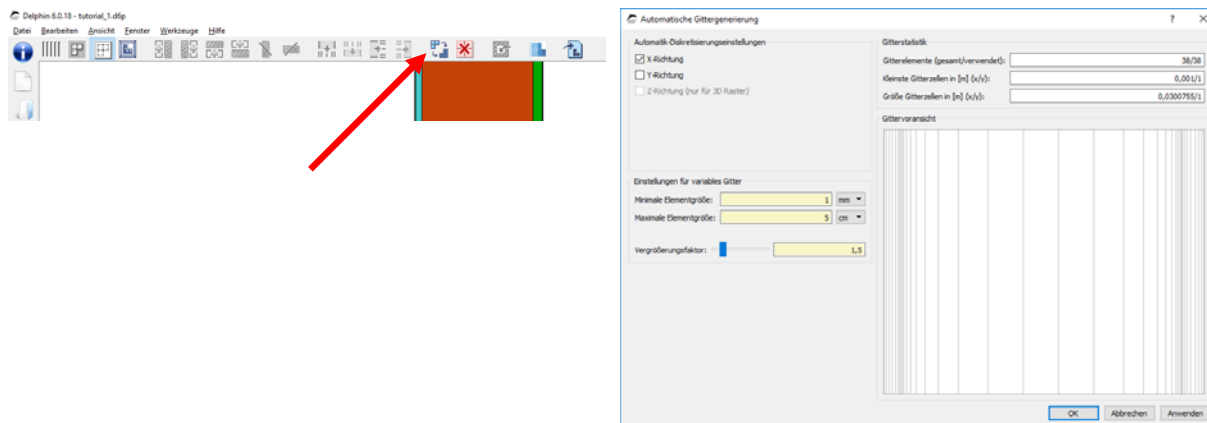 Delphin 6.0.18 - tutorial_1.d6p
Datei Bearbeiten Ansicht Fenster Werkzeuge Hilfe
Automatische Gittergenerierung
Automatik-Diskretisierungseinstellungen
X-Richtung
Y-Richtung
Z-Richtung (nur für 3D Raster)
Einstellungen für variables Gitter
Minimale Elementgröße: 1 mm
Maximale Elementgröße: 5 cm
Vergrößerungsfaktor: 1,5
Gitterstatistik
Gitterelemente (gesamt/verwendet): 38/38
Kleinste Gitterzellen in [m] (x/y): 0,001/1
Größe Gitterzellen in [m] (x/y): 0,0300755/1
Gittervoransicht
OK Abbrechen Anwenden